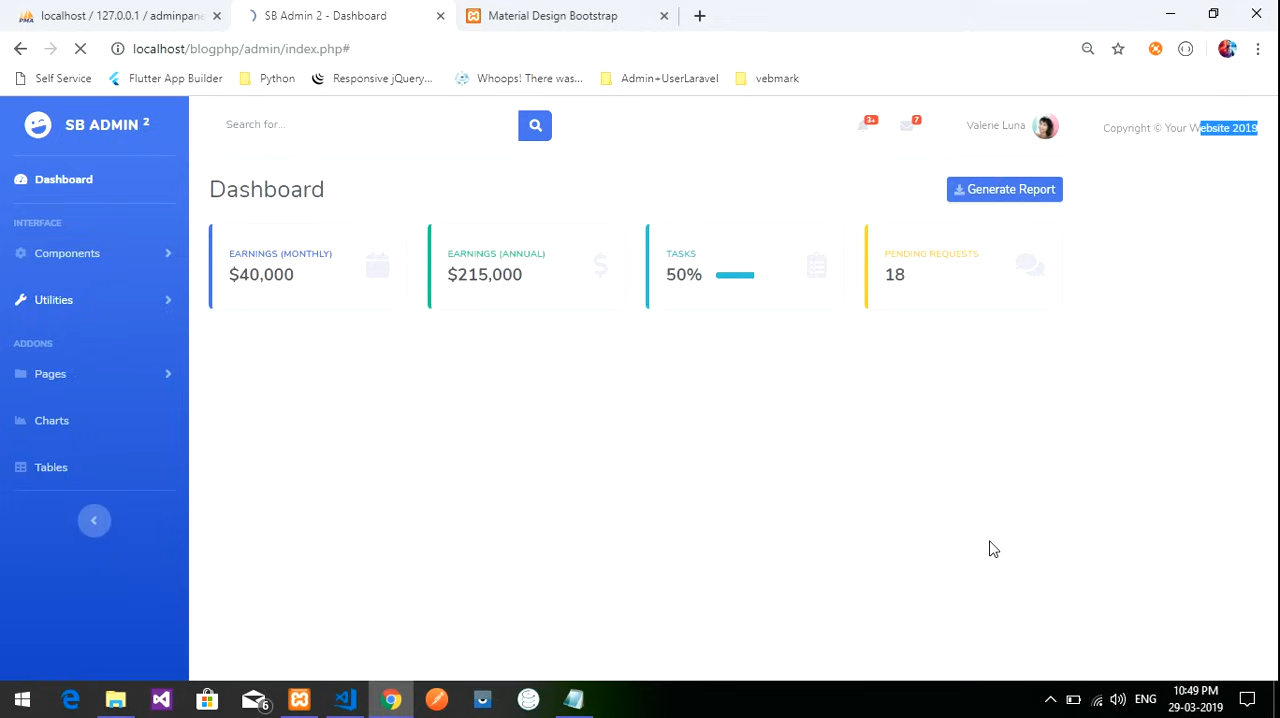 localhost / 127.0.0.1 / adminpane
SB Admin 2 - Dashboard
Material Design Bootstrap
localhost/blogphp/admin/index.php#
Self Service
Flutter App Builder
Python
Responsive jQuery...
Whoops! There was...
Admin+UserLaravel
vebmark
SB ADMIN 2
Search for...
3+
7
Valerie Luna
Copyright © Your Website 2019
Dashboard
INTERFACE
Components
Utilities
ADDONS
Pages
Charts
Tables
Dashboard
Generate Report
EARNINGS (MONTHLY)
$40,000
EARNINGS (ANNUAL)
$215,000
TASKS
50%
PENDING REQUESTS
18
6
ENG
10:49 PM
29-03-2019